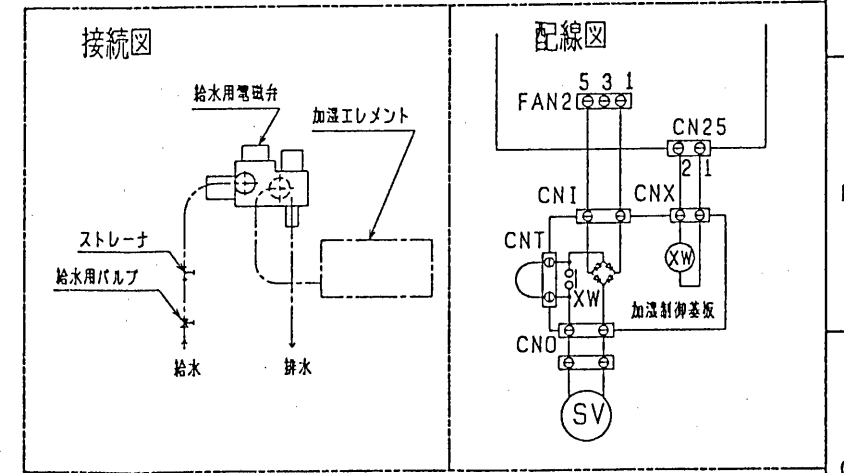 接続図
給水用電磁弁
加湿エレメント
ストレーナ
給水用バルブ
給水
排水
配線図
5 3 1
FAN2
CN25
2 1
CNI
CNX
CNT
XW
XW
加湿制御基板
CNO
SV